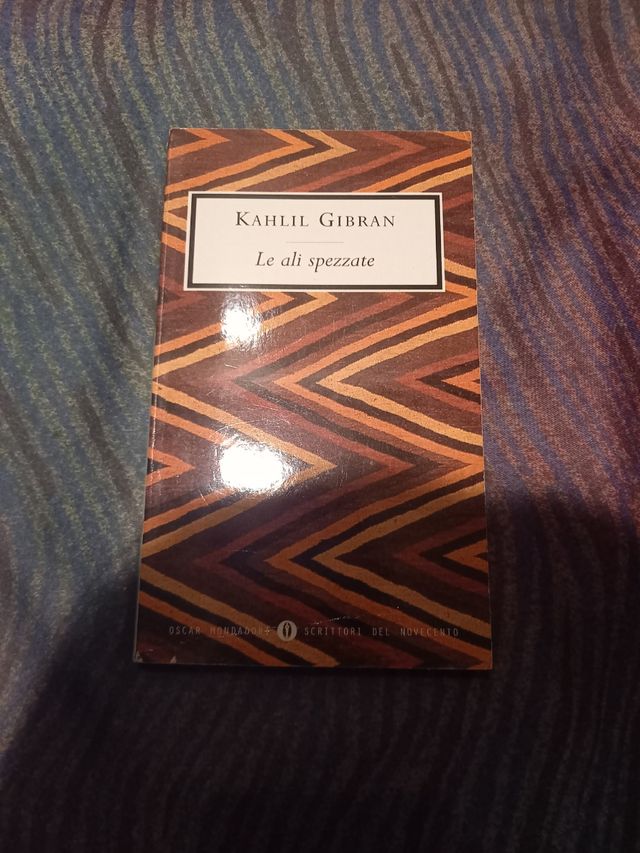 KAHLIL GIBRAN
Le ali spezzate
OSCAR MONDADORI SCRITTORI DEL NOVECENTO